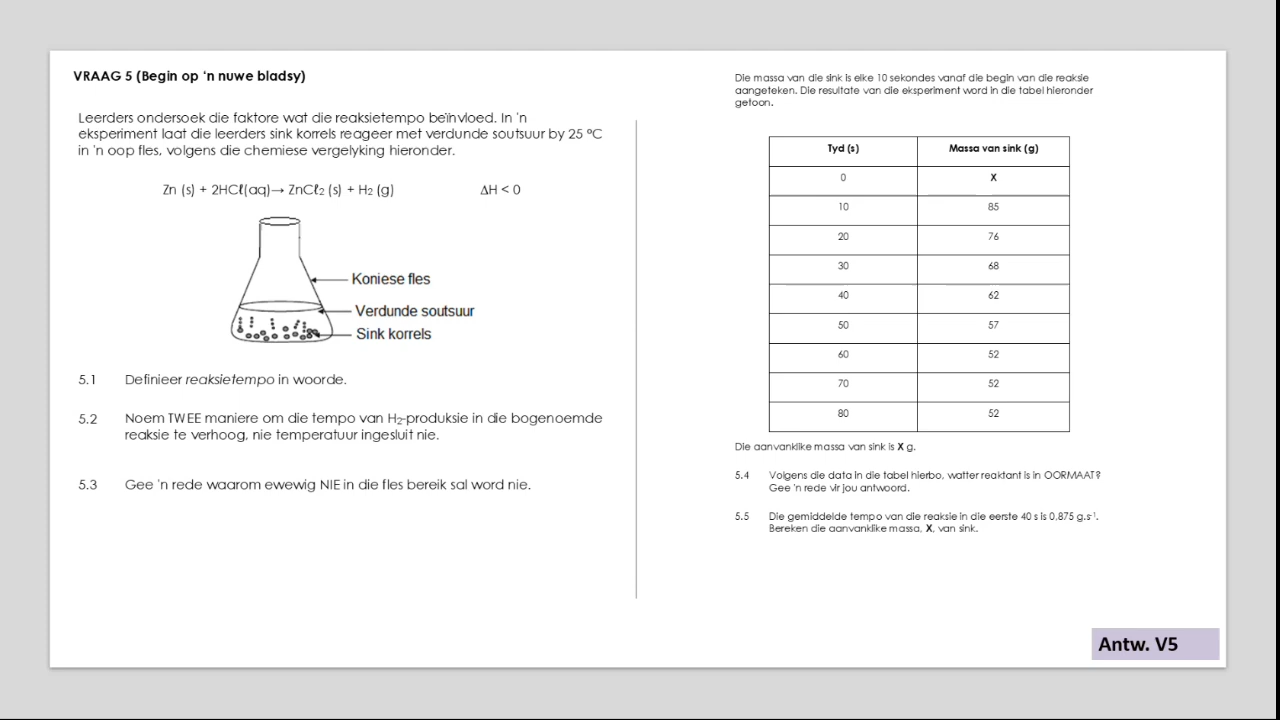 VRAAG 5 (Begin op ‘n nuwe bladsy)
Leerders ondersoek die faktore wat die reaksietempo beïnvloed. In 'n
eksperiment laat die leerders sink korrels reageer met verdunde soutsuur by 25 ºC
in 'n oop fles, volgens die chemiese vergelyking hieronder.
Zn (s) + 2HCℓ(aq)→ ZnCℓ₂ (s) + H₂ (g) ΔH < 0
Koniese fles
Verdunde soutsuur
Sink korrels
5.1 Definieer reaksietempo in woorde.
5.2 Noem TWEE maniere om die tempo van H₂-produksie in die bogenoemde
reaksie te verhoog, nie temperatuur ingesluit nie.
5.3 Gee 'n rede waarom ewewig NIE in die fles bereik sal word nie.
Die massa van die sink is elke 10 sekondes vanaf die begin van die reaksie
aangeteken. Die resultate van die eksperiment word in die tabel hieronder
getoon.
Tyd (s) Massa van sink (g)
0 X
10 85
20 76
30 68
40 62
50 57
60 52
70 52
80 52
Die aanvanklike massa van sink is X g.
5.4 Volgens die data in die tabel hierbo, watter reaktant is in OORMAAT?
Gee 'n rede vir jou antwoord.
5.5 Die gemiddelde tempo van die reaksie in die eerste 40 s is 0,875 g.s⁻¹.
Bereken die aanvanklike massa, X, van sink.
Antw. V5